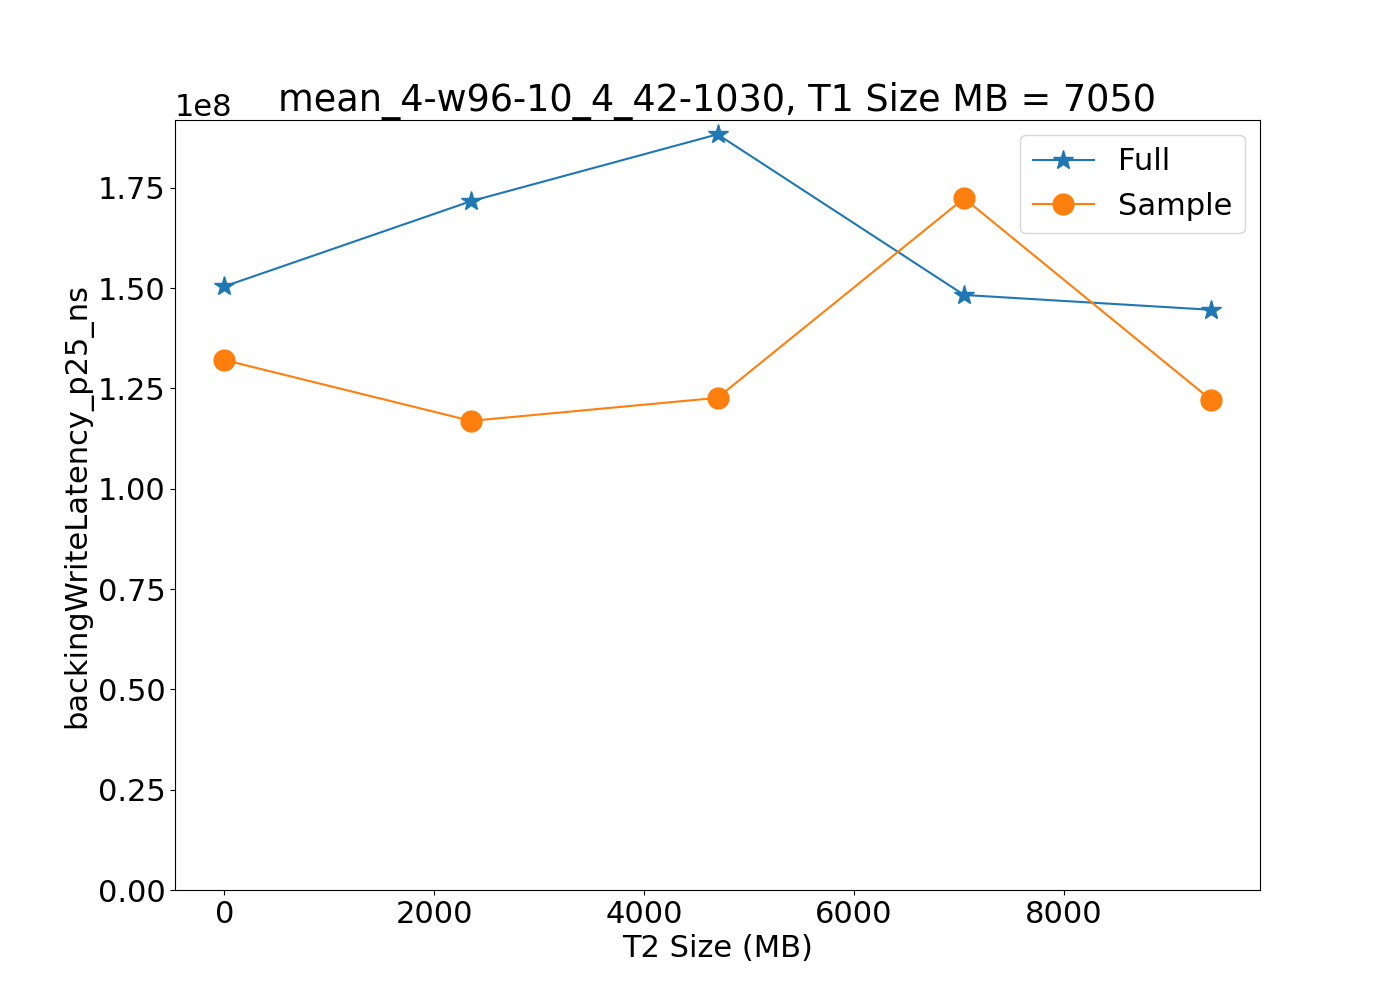 mean_4-w96-10_4_42-1030, T1 Size MB = 7050
1e8
Full
Sample
1.75
1.50
1.25
1.00
0.75
0.50
0.25
0.00
backingWriteLatency_p25_ns
0 2000 4000 6000 8000
T2 Size (MB)